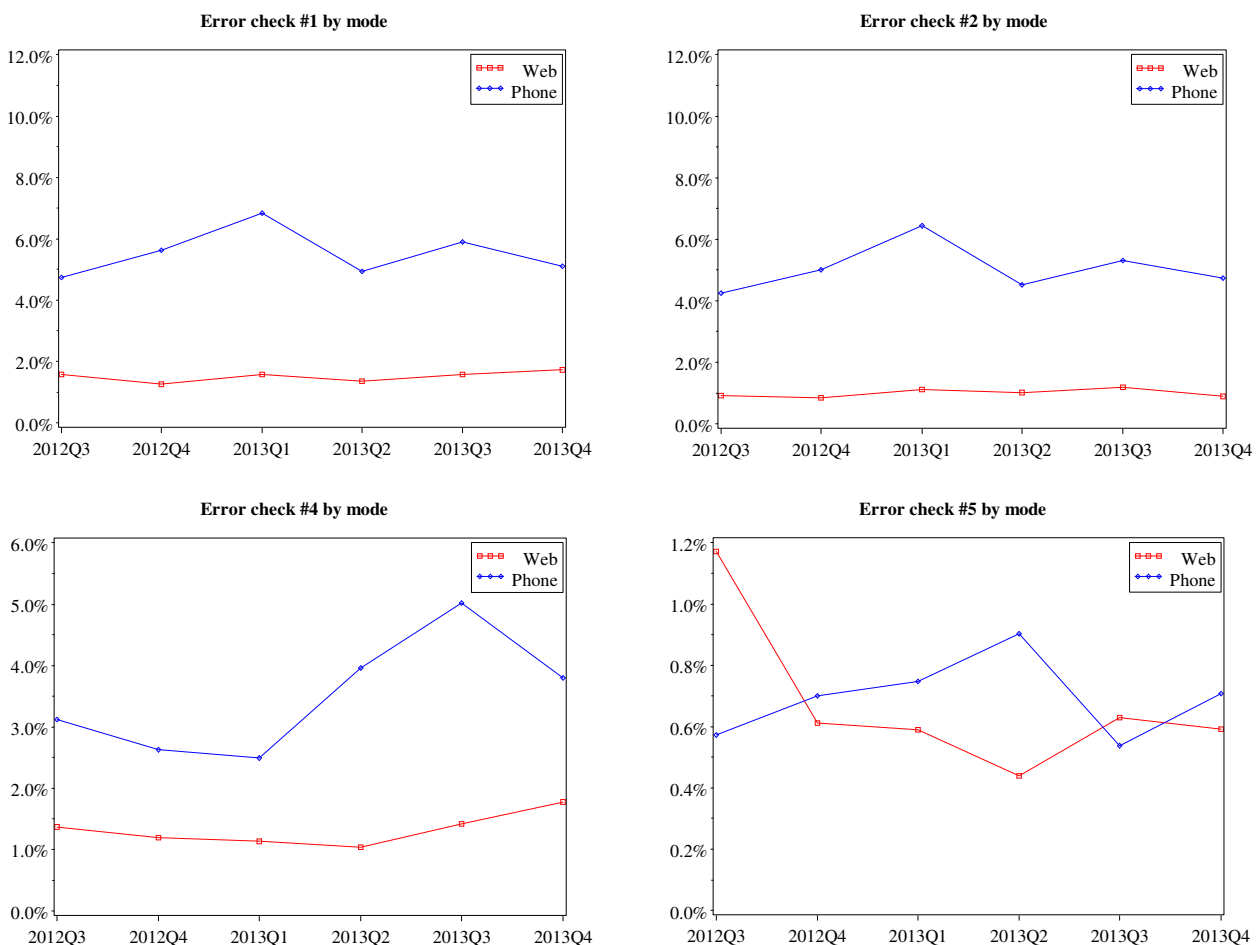 Error check #1 by mode
12.0%
10.0%
8.0%
6.0%
4.0%
2.0%
0.0%
Web
Phone
2012Q3 2012Q4 2013Q1 2013Q2 2013Q3 2013Q4
Error check #2 by mode
12.0%
10.0%
8.0%
6.0%
4.0%
2.0%
0.0%
Web
Phone
2012Q3 2012Q4 2013Q1 2013Q2 2013Q3 2013Q4
Error check #4 by mode
6.0%
5.0%
4.0%
3.0%
2.0%
1.0%
0.0%
Web
Phone
2012Q3 2012Q4 2013Q1 2013Q2 2013Q3 2013Q4
Error check #5 by mode
1.2%
1.0%
0.8%
0.6%
0.4%
0.2%
0.0%
Web
Phone
2012Q3 2012Q4 2013Q1 2013Q2 2013Q3 2013Q4